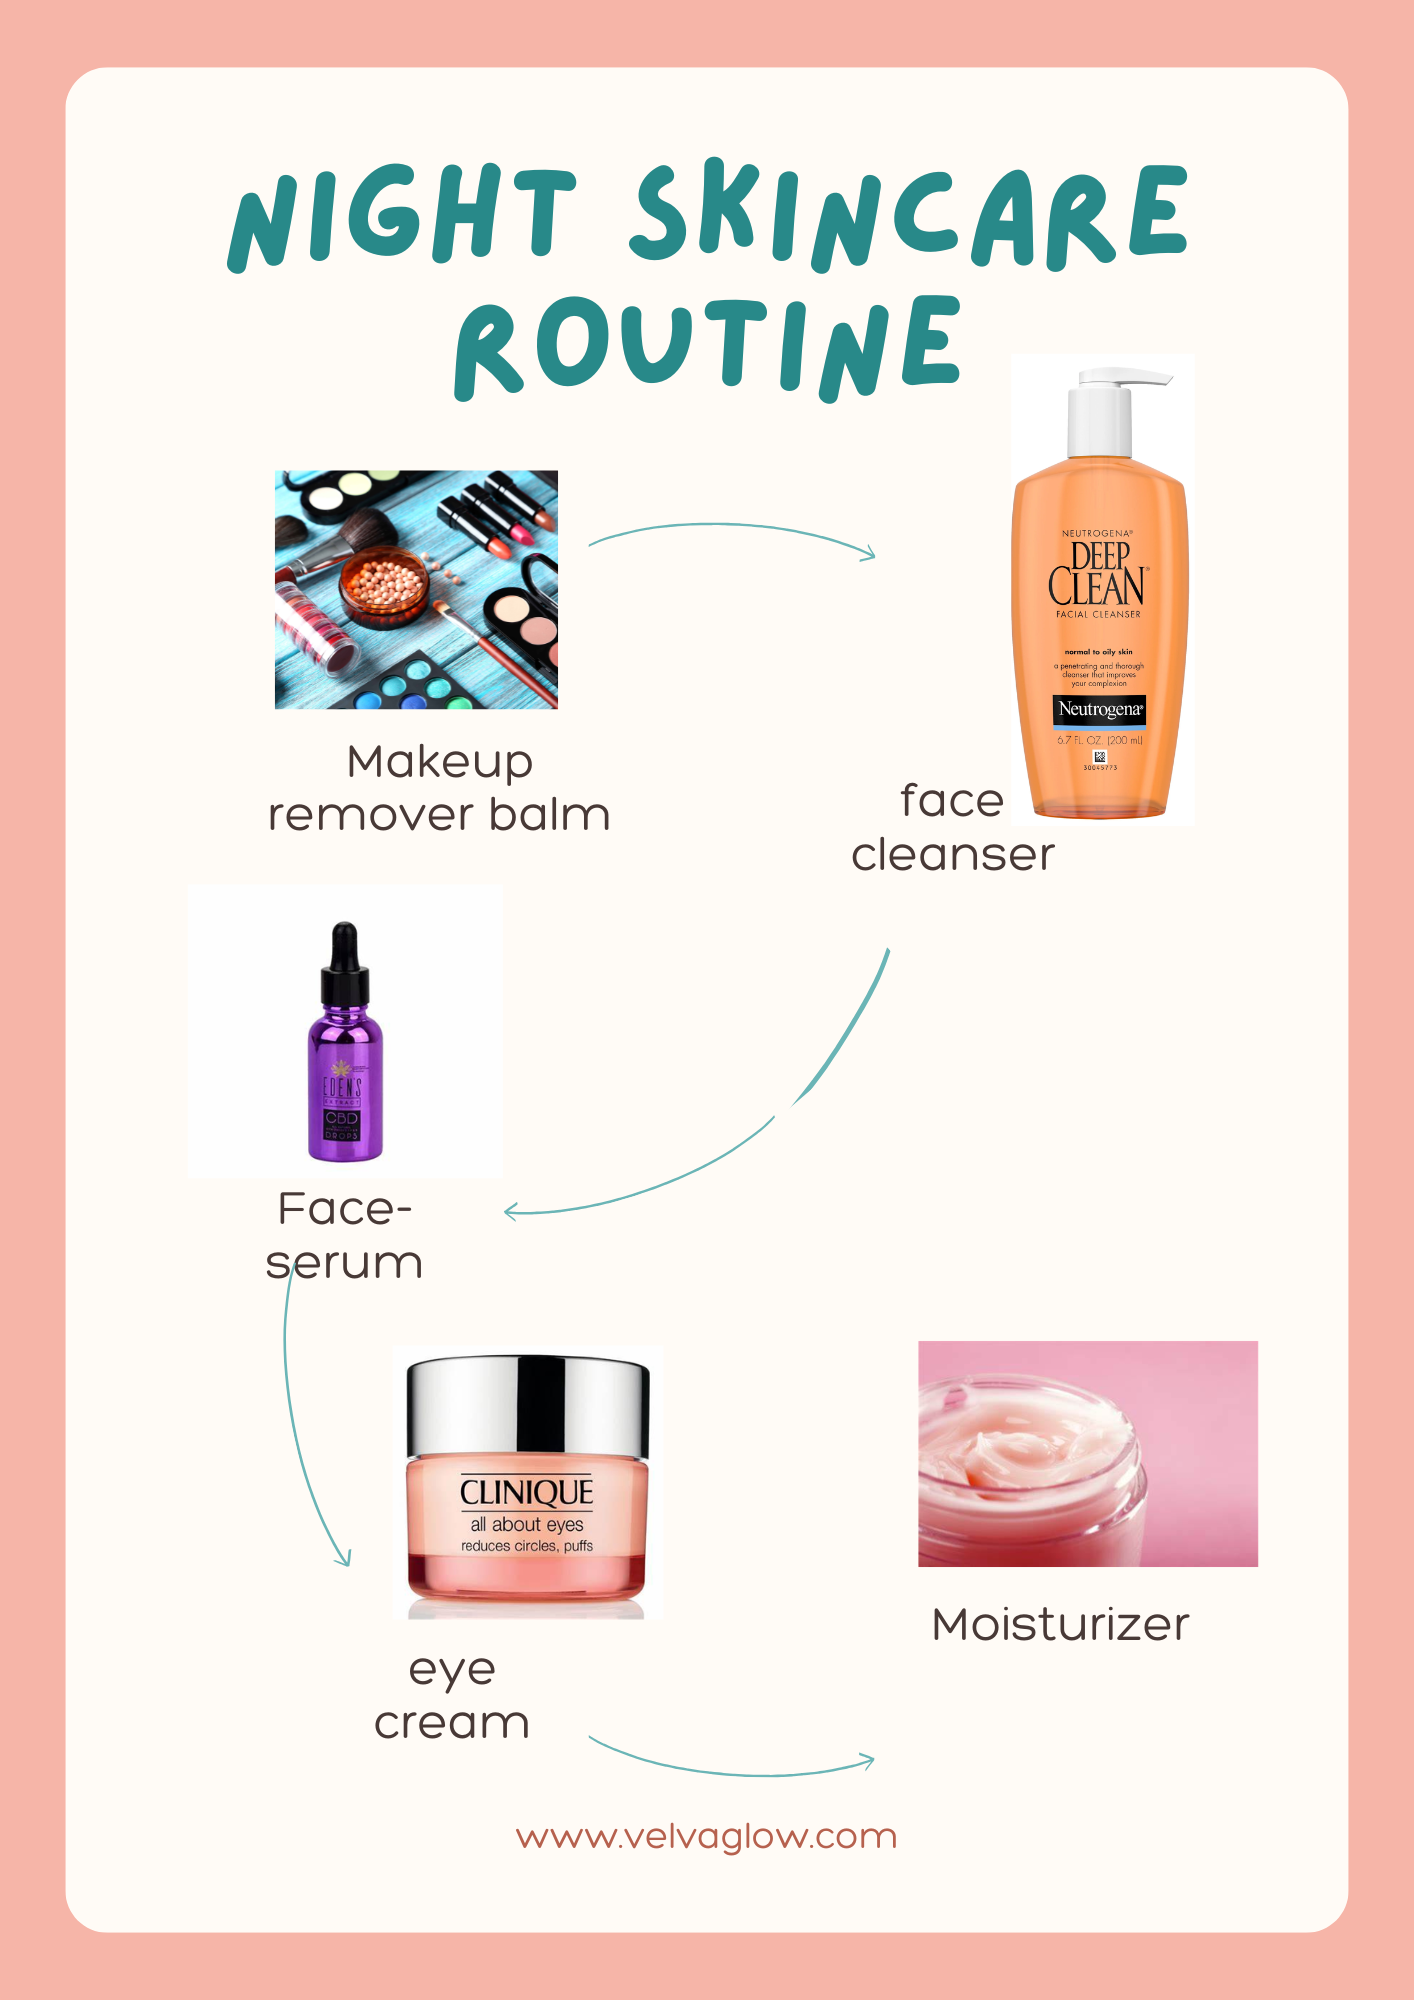 NIGHT SKINCARE
ROUTINE
NEUTROGENA®
DEEP
CLEAN®
FACIAL CLEANSER
normal to oily skin
a penetrating and thorough
cleanser that improves
your complexion
Neutrogena®
6.7 FL. OZ. (200 mL)
30045773
Makeup
remover balm
face
cleanser
EDEN'S
EXTRACT
CBD
DROPS
Face-
serum
CLINIQUE
all about eyes
reduces circles, puffs
eye
cream
Moisturizer
www.velvaglow.com